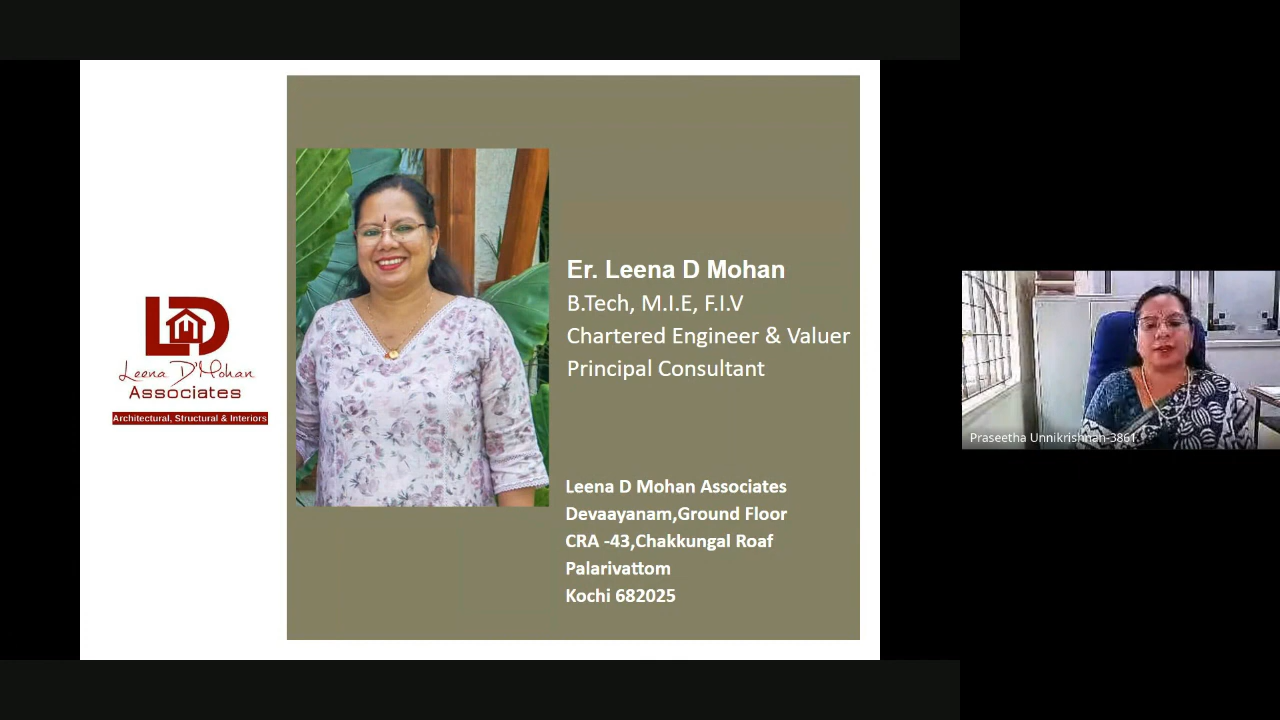 LD
Leena D'Mohan
Associates
Architectural, Structural & Interiors
Er. Leena D Mohan
B.Tech, M.I.E, F.I.V
Chartered Engineer & Valuer
Principal Consultant
Leena D Mohan Associates
Devaayanam,Ground Floor
CRA -43,Chakkungal Roaf
Palarivattom
Kochi 682025
Praseetha Unnikrishnan-3861